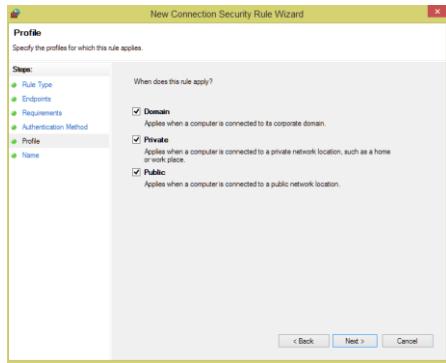 New Connection Security Rule Wizard
Profile
Specify the profiles for which this rule applies.
Steps:
Rule Type
Endpoints
Requirements
Authentication Method
Profile
Name
When does this rule apply?
Domain
Applies when a computer is connected to its corporate domain.
Private
Applies when a computer is connected to a private network location, such as a home
or work place.
Public
Applies when a computer is connected to a public network location.
< Back
Next >
Cancel